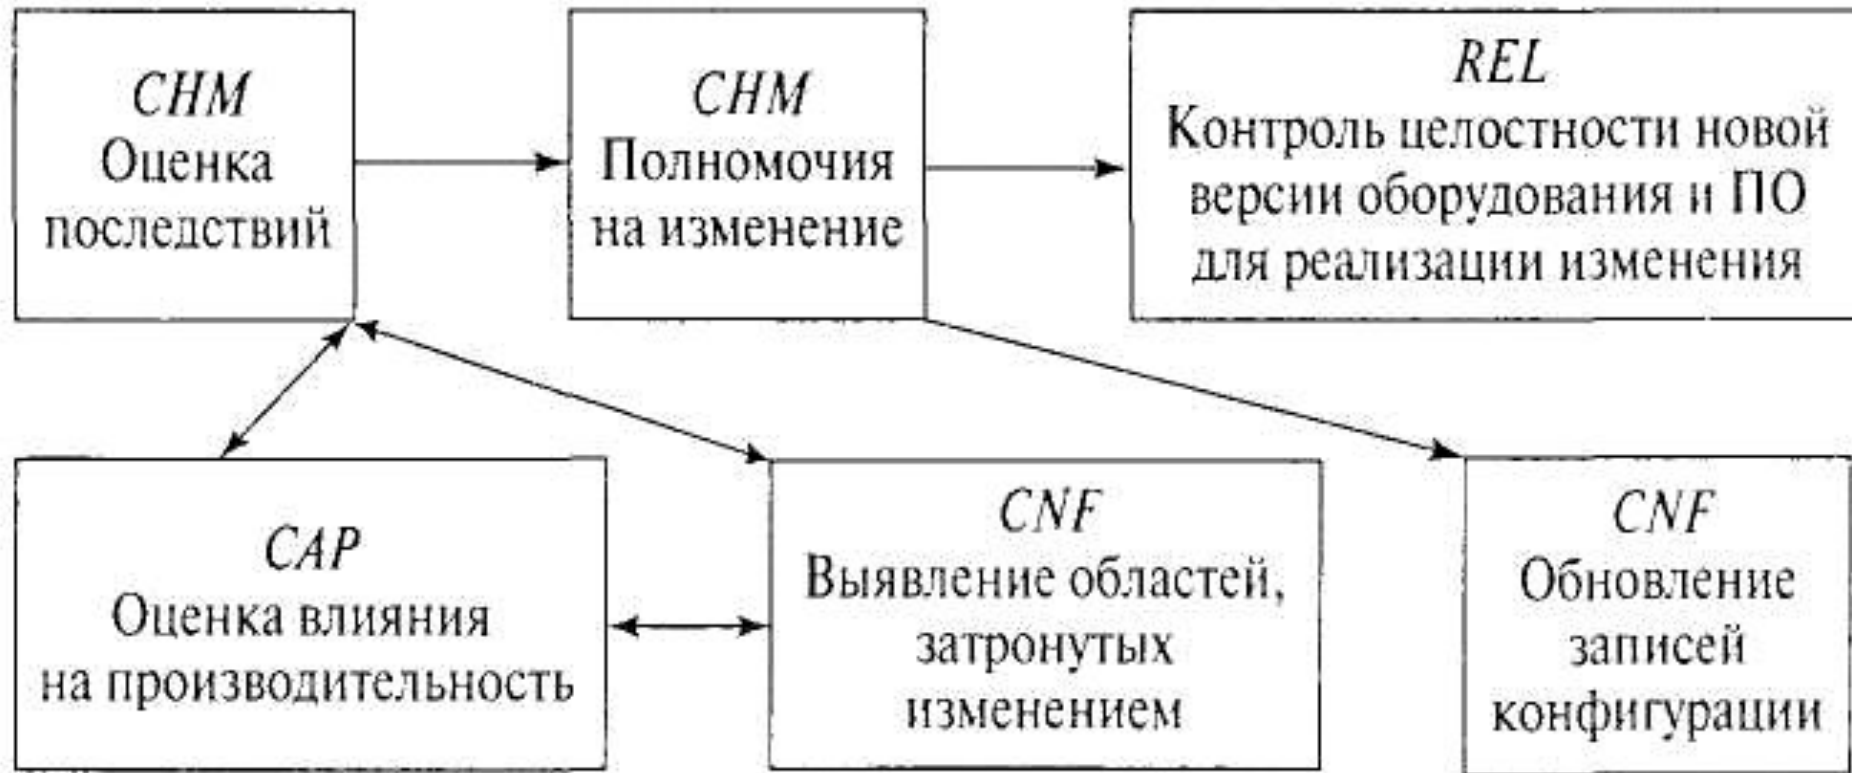 CHM
Оценка
последствий
CHM
Полномочия
на изменение
REL
Контроль целостности новой
версии оборудования и ПО
для реализации изменения
CAP
Оценка влияния
на производительность
CNF
Выявление областей,
затронутых
изменением
CNF
Обновление
записей
конфигурации